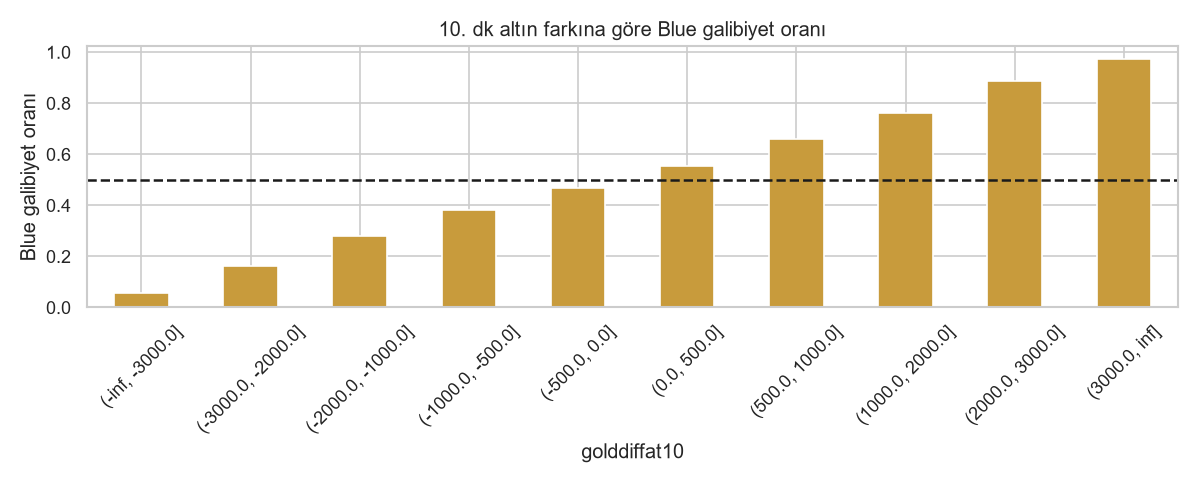 10. dk altın farkına göre Blue galibiyet oranı
Blue galibiyet oranı
1.0
0.8
0.6
0.4
0.2
0.0
(-inf, -3000.0]
(-3000.0, -2000.0]
(-2000.0, -1000.0]
(-1000.0, -500.0]
(-500.0, 0.0]
(0.0, 500.0]
(500.0, 1000.0]
(1000.0, 2000.0]
(2000.0, 3000.0]
(3000.0, inf]
golddiffat10